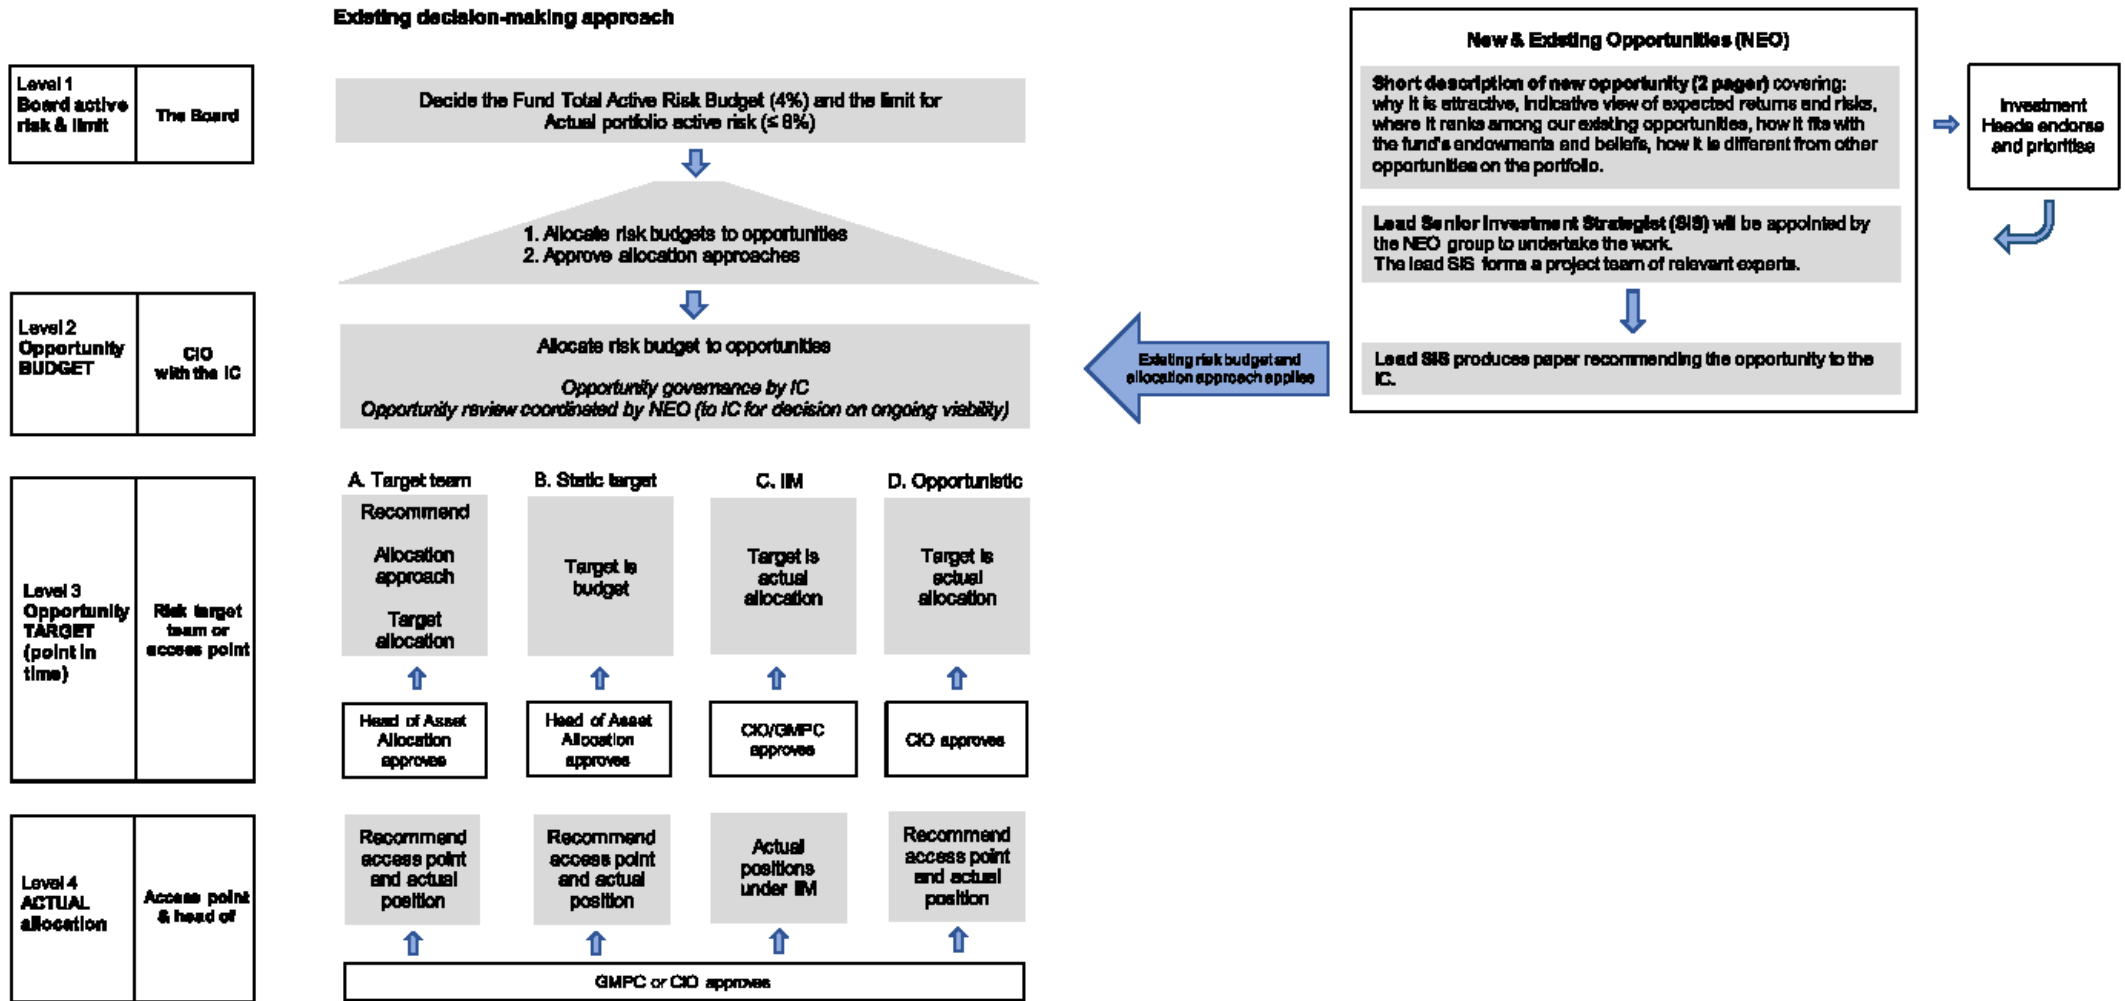 Existing decision-making approach
Level 1
Board active
risk & limit
The Board
Decide the Fund Total Active Risk Budget (4%) and the limit for
Actual portfolio active risk (≤ 8%)
1. Allocate risk budgets to opportunities
2. Approve allocation approaches
Level 2
Opportunity
BUDGET
CIO
with the IC
Allocate risk budget to opportunities
Opportunity governance by IC
Opportunity review coordinated by NEO (to IC for decision on ongoing viability)
Existing risk budget and
allocation approach applies
New & Existing Opportunities (NEO)
Short description of new opportunity (2 pager) covering:
why it is attractive, indicative view of expected returns and risks,
where it ranks among our existing opportunities, how it fits with
the fund's endowments and beliefs, how it is different from other
opportunities on the portfolio.
Lead Senior Investment Strategist (SIS) will be appointed by
the NEO group to undertake the work.
The lead SIS forms a project team of relevant experts.
Lead SIS produces paper recommending the opportunity to the
IC.
Investment
Heads endorse
and prioritise
Level 3
Opportunity
TARGET
(point in
time)
Risk target
team or
access point
A. Target team
Recommend
Allocation
approach
Target
allocation
Head of Asset
Allocation
approves
B. Static target
Target is
budget
Head of Asset
Allocation
approves
C. IIM
Target is
actual
allocation
CIO/GMPC
approves
D. Opportunistic
Target is
actual
allocation
CIO approves
Level 4
ACTUAL
allocation
Access point
& head of
Recommend
access point
and actual
position
Recommend
access point
and actual
position
Actual
positions
under IIM
Recommend
access point
and actual
position
GMPC or CIO approves